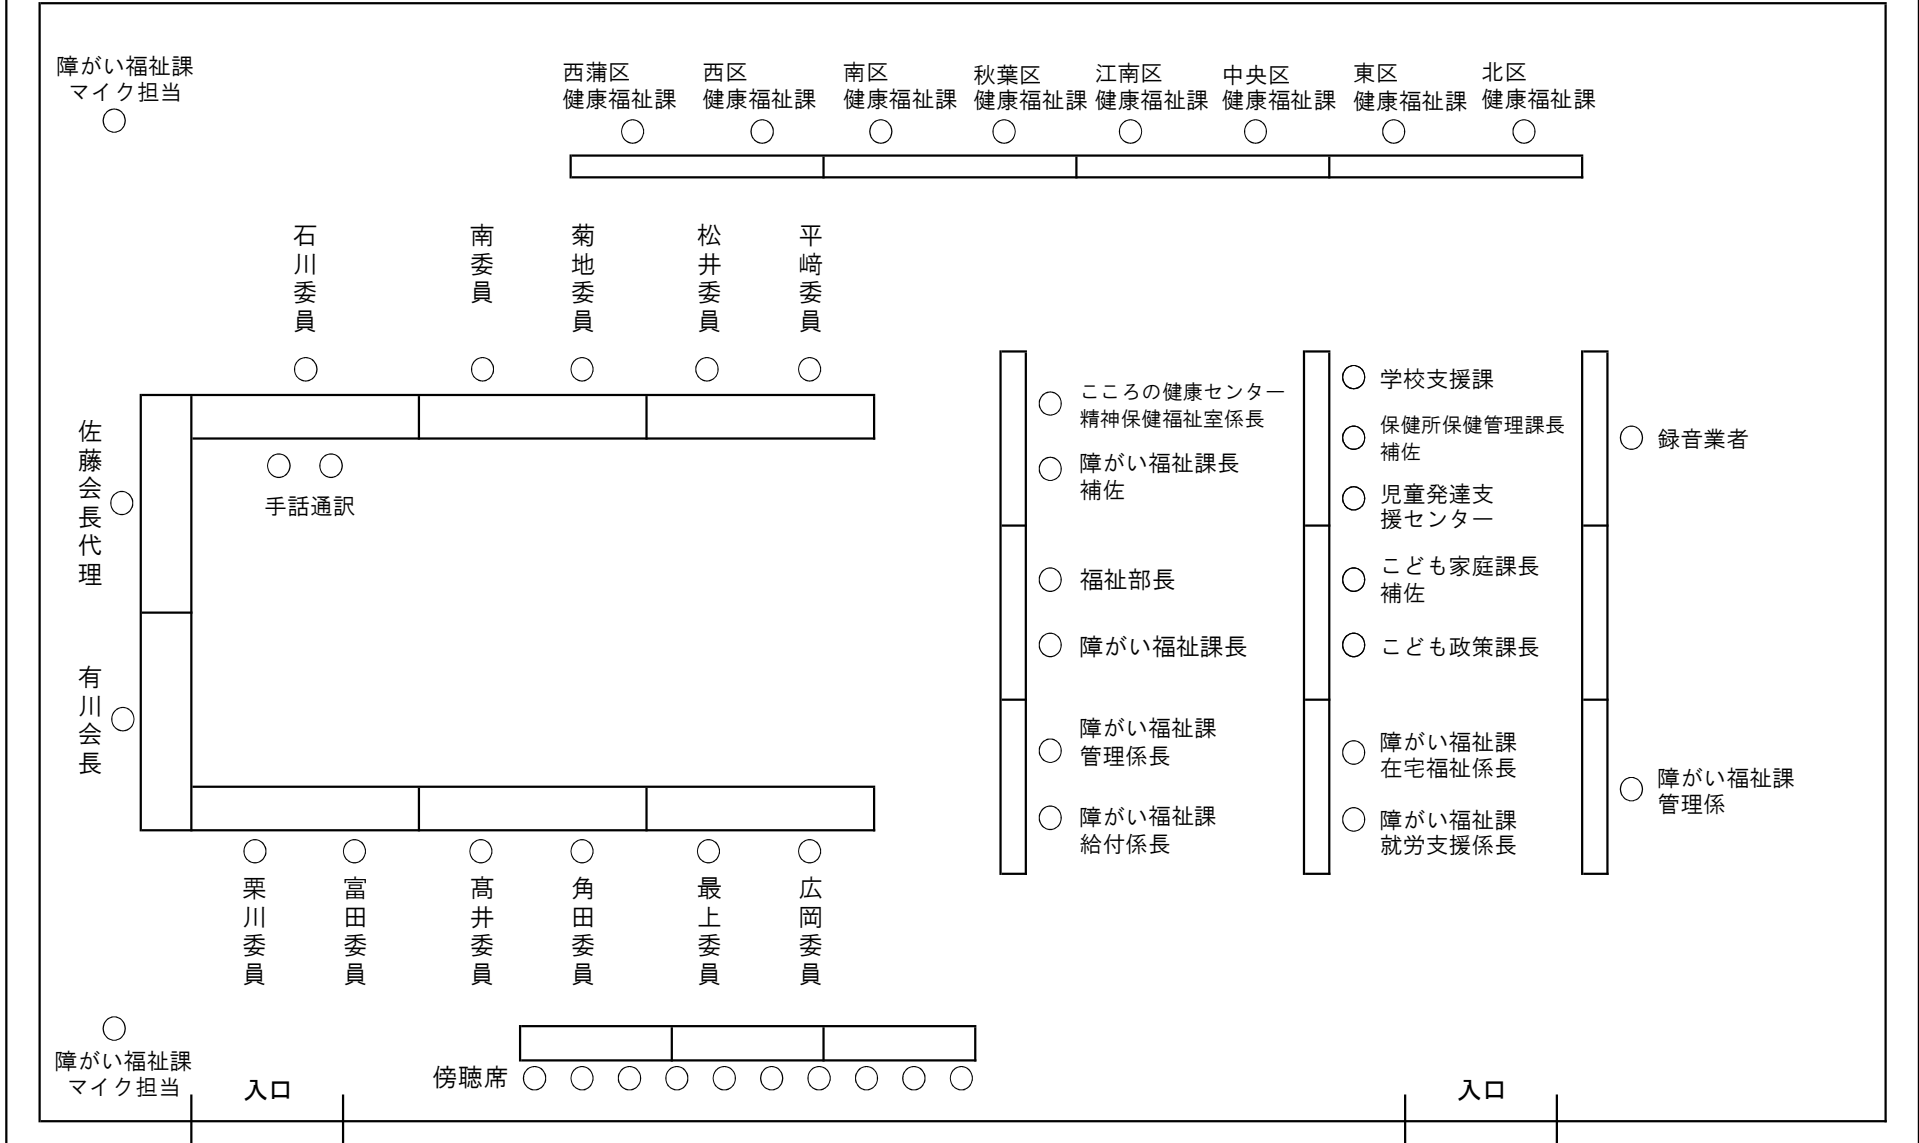 障がい福祉課
マイク担当
西蒲区
健康福祉課
西区
健康福祉課
南区
健康福祉課
秋葉区
健康福祉課
江南区
健康福祉課
中央区
健康福祉課
東区
健康福祉課
北区
健康福祉課
石川委員
南委員
菊地委員
松井委員
平﨑委員
佐藤会長代理
有川会長
手話通訳
こころの健康センター
精神保健福祉室係長
障がい福祉課長
補佐
福祉部長
障がい福祉課長
障がい福祉課
管理係長
障がい福祉課
給付係長
学校支援課
保健所保健管理課長
補佐
児童発達支
援センター
こども家庭課長
補佐
こども政策課長
障がい福祉課
在宅福祉係長
障がい福祉課
就労支援係長
録音業者
障がい福祉課
管理係
栗川委員
富田委員
髙井委員
角田委員
最上委員
広岡委員
障がい福祉課
マイク担当
入口
傍聴席
入口